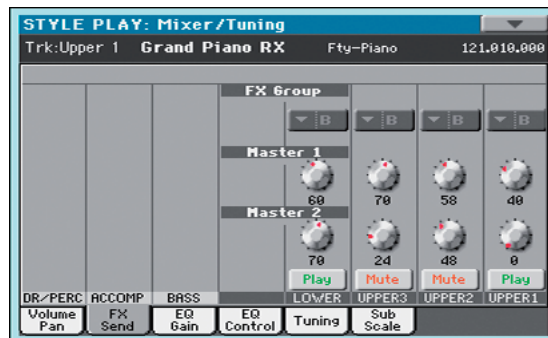 STYLE PLAY: Mixer/Tuning
Trk:Upper 1 Grand Piano RX Fty-Piano 121.010.000
FX Group
B B B B
Master 1
60 70 58 40
Master 2
70 24 48 0
Play Mute Mute Play
DR/PERC ACCOMP BASS LOWER UPPER3 UPPER2 UPPER1
Volume Pan FX Send EQ Gain EQ Control Tuning Sub Scale